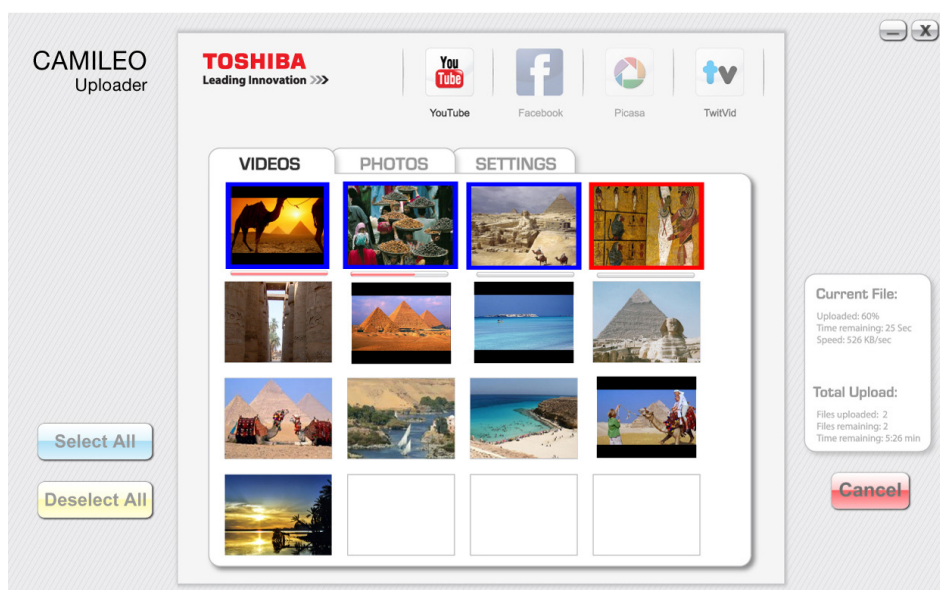 CAMILEO
Uploader
TOSHIBA
Leading Innovation >>>
You
Tube
f
tv
X
YouTube
Facebook
Picasa
TwitVid
VIDEOS
PHOTOS
SETTINGS
Current File:
Uploaded: 60%
Time remaining: 25 Sec
Speed: 526 KB/sec
Total Upload:
Files uploaded: 2
Files remaining: 2
Time remaining: 5:26 min
Select All
Deselect All
Cancel